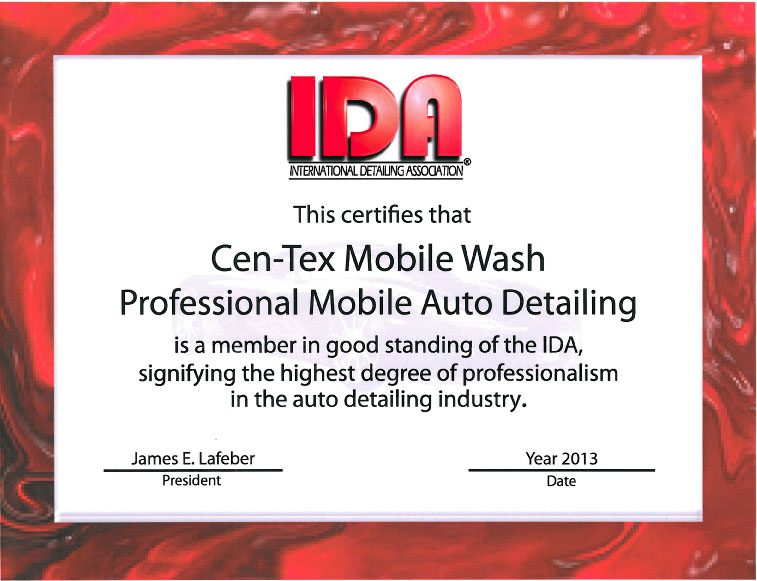 IDA
INTERNATIONAL DETAILING ASSOCIATION®
This certifies that
Cen-Tex Mobile Wash
Professional Mobile Auto Detailing
is a member in good standing of the IDA,
signifying the highest degree of professionalism
in the auto detailing industry.
James E. Lafeber
President
Year 2013
Date